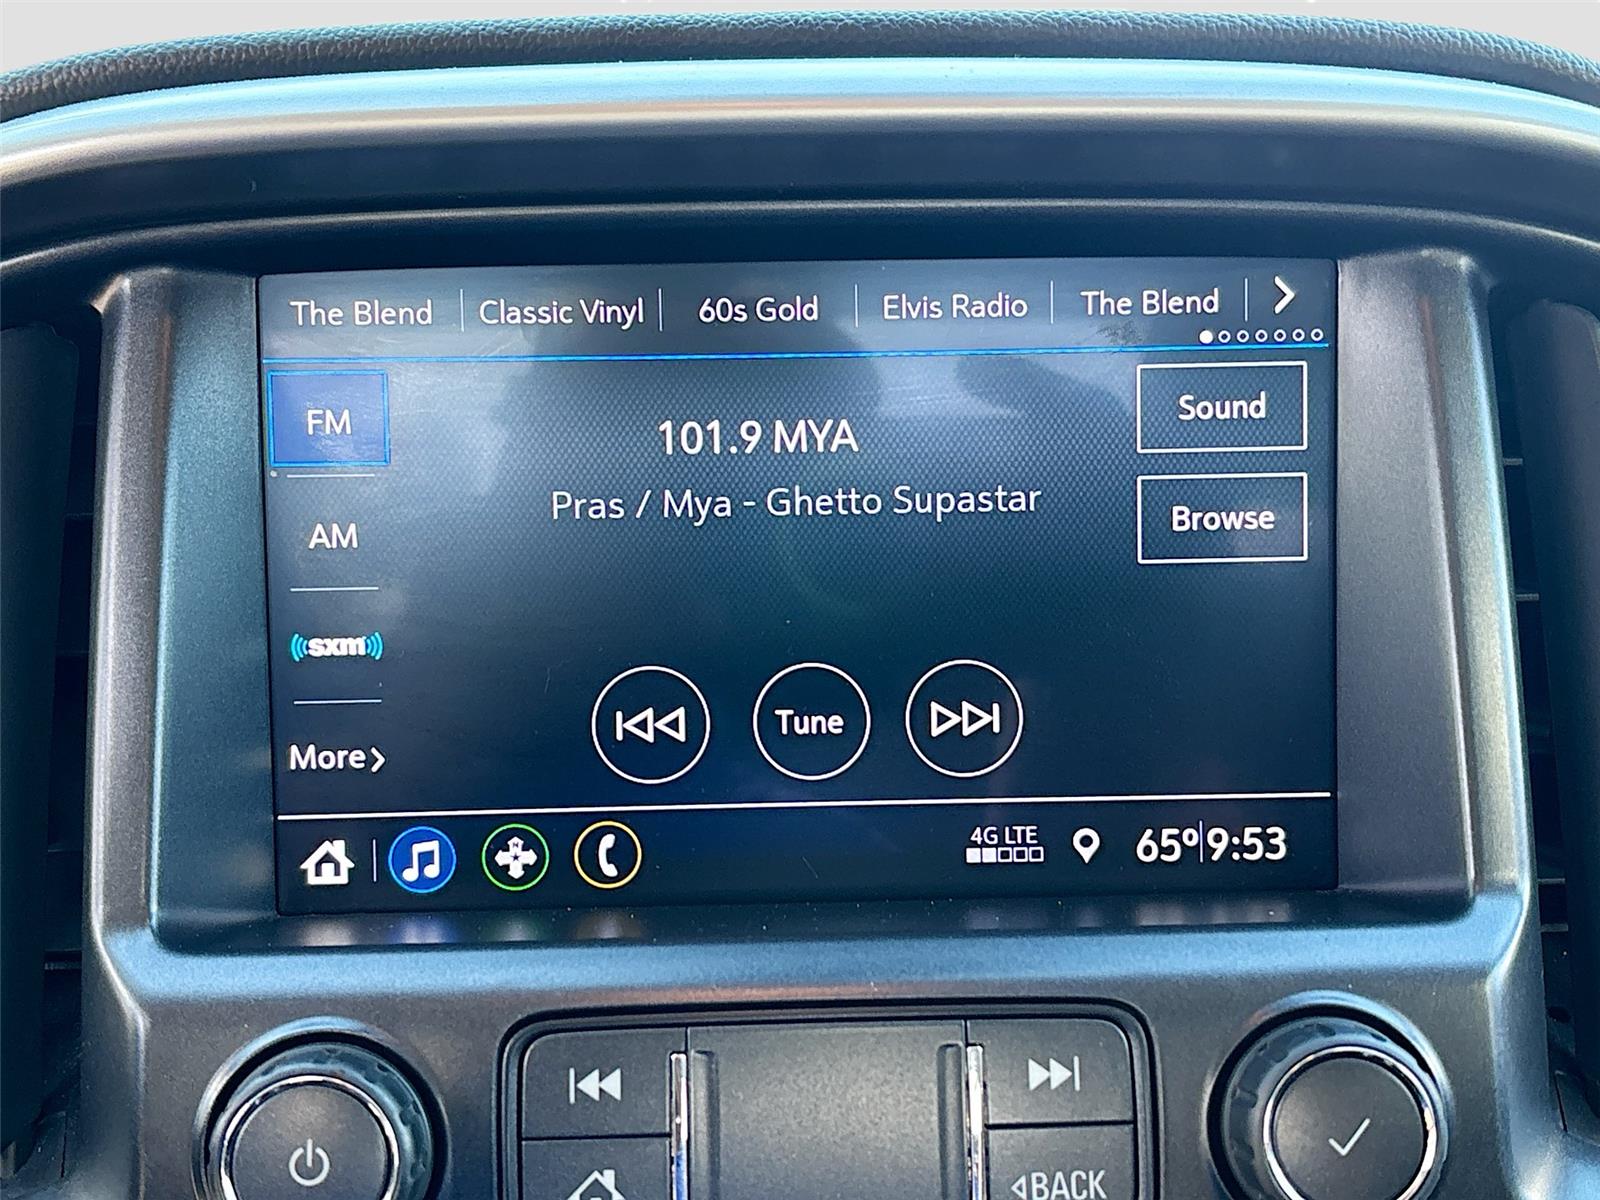 The Blend
Classic Vinyl
60s Gold
Elvis Radio
The Blend
FM
101.9 MYA
Sound
Pras / Mya - Ghetto Supastar
Browse
AM
sxm
Tune
More
4G LTE
65° 9:53
BACK